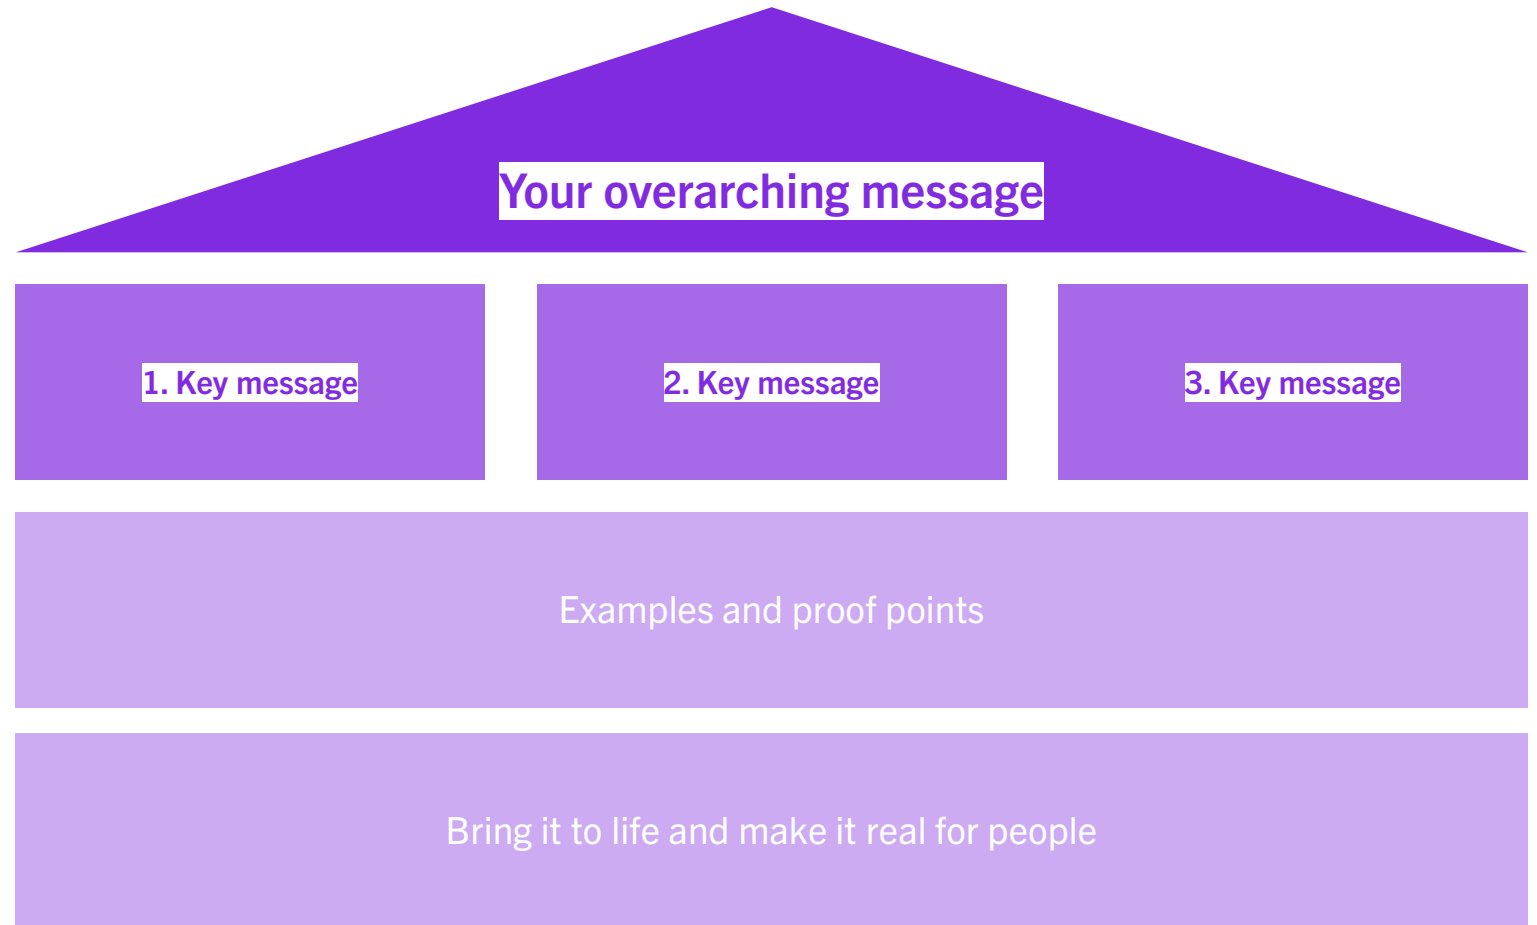 Your overarching message
1. Key message
2. Key message
3. Key message
Examples and proof points
Bring it to life and make it real for people